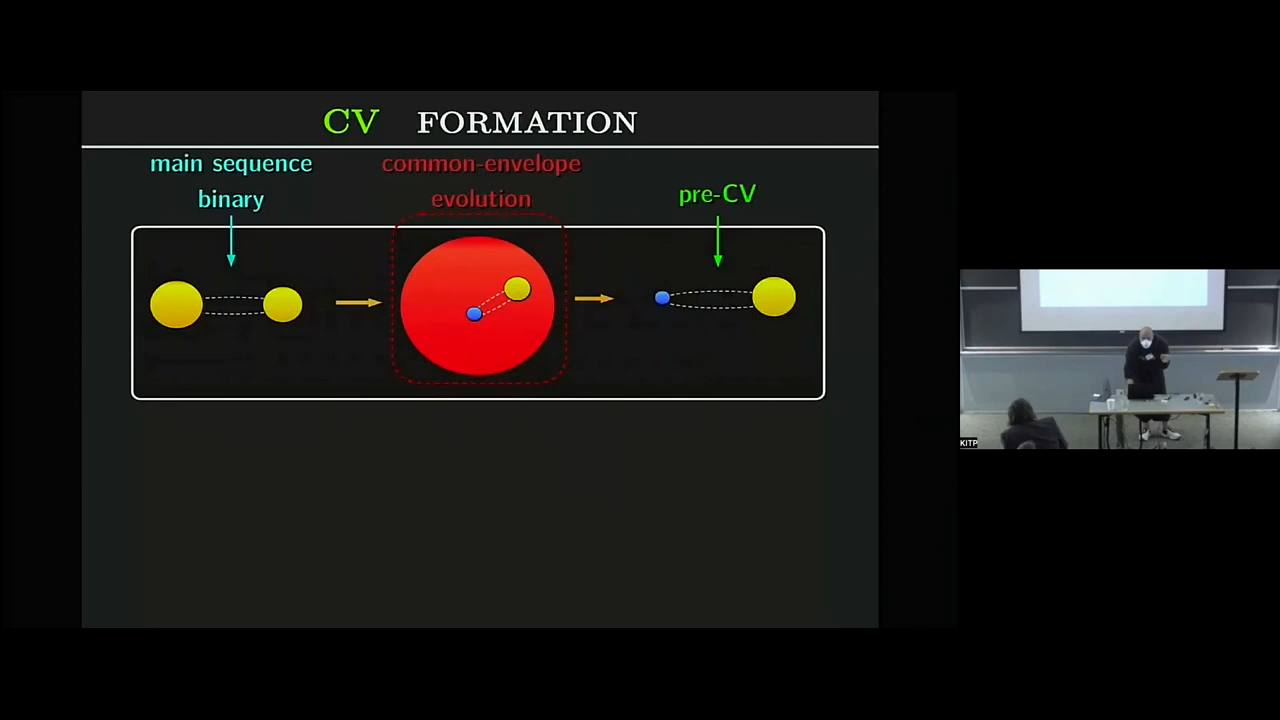 CV FORMATION
main sequence
binary
common-envelope
evolution
pre-CV
KITP